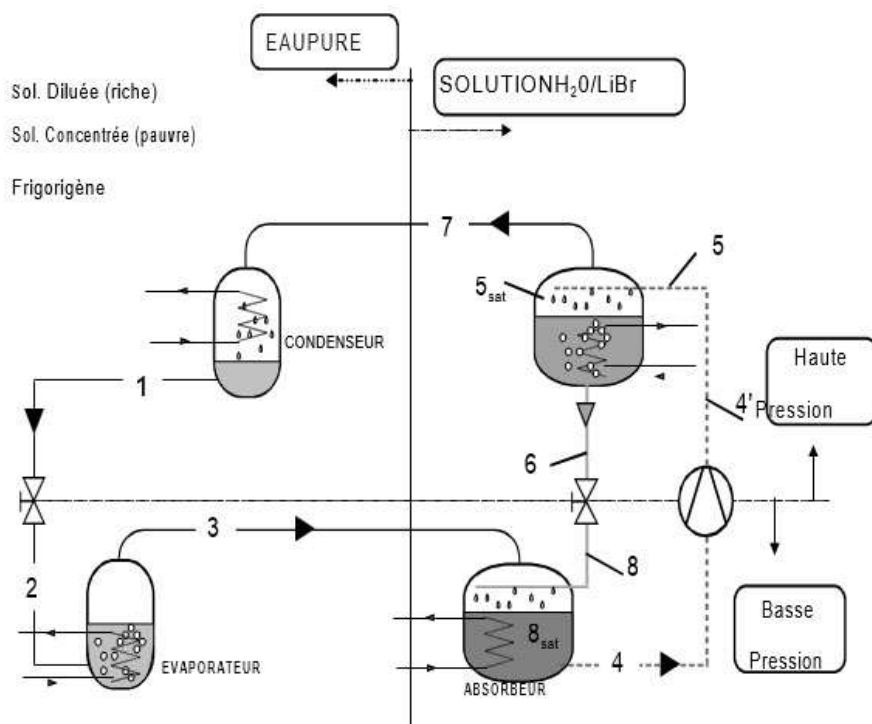 EAUPURE
SOLUTIONH₂0/LiBr
Sol. Diluée (riche)
Sol. Concentrée (pauvre)
Frigorigène
7
5
5sat
CONDENSEUR
1
Haute
4'Pression
6
3
8
2
Basse
8sat
EVAPORATEUR
4
Pression
ABSORBEUR